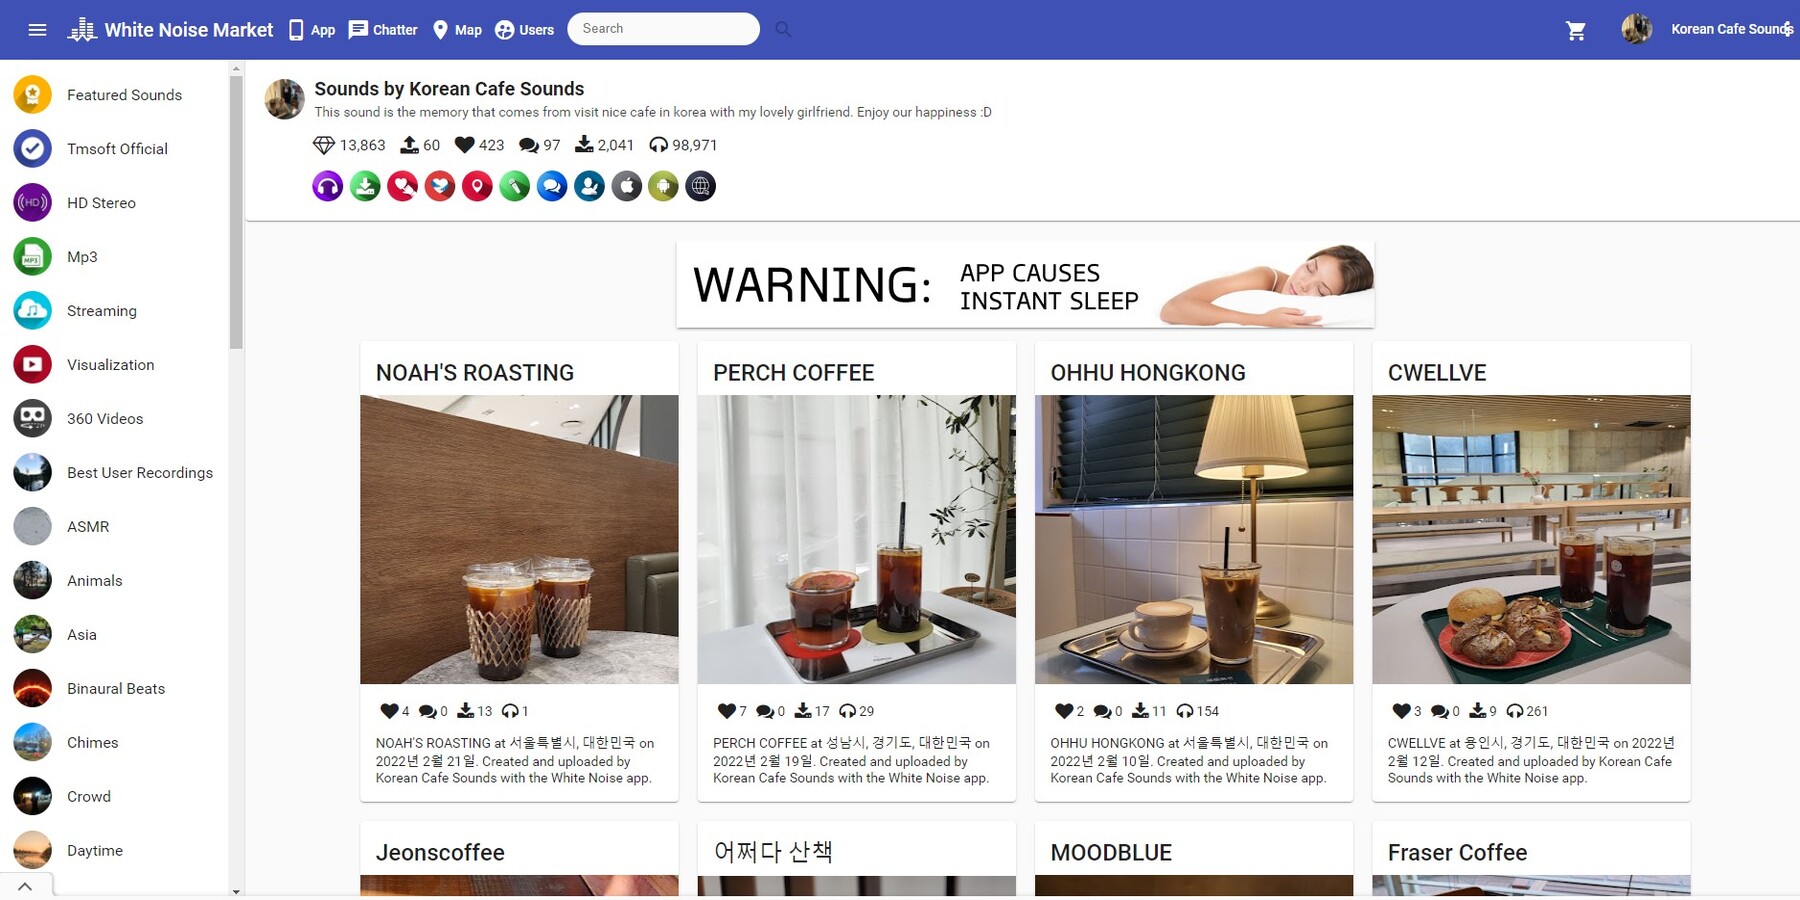 White Noise Market
App
Chatter
Map
Users
Search
Korean Cafe Sounds
Featured Sounds
Tmsoft Official
HD Stereo
Mp3
Streaming
Visualization
360 Videos
Best User Recordings
ASMR
Animals
Asia
Binaural Beats
Chimes
Crowd
Daytime
HD
MP3
Sounds by Korean Cafe Sounds
This sound is the memory that comes from visit nice cafe in korea with my lovely girlfriend. Enjoy our happiness :D
13,863 60 423 97 2,041 98,971
WARNING: APP CAUSES
INSTANT SLEEP
NOAH'S ROASTING
4 0 13 1
NOAH'S ROASTING at 서울특별시, 대한민국 on
2022년 2월 21일. Created and uploaded by
Korean Cafe Sounds with the White Noise app.
PERCH COFFEE
7 0 17 29
PERCH COFFEE at 성남시, 경기도, 대한민국 on
2022년 2월 19일. Created and uploaded by
Korean Cafe Sounds with the White Noise app.
OHHU HONGKONG
2 0 11 154
OHHU HONGKONG at 서울특별시, 대한민국 on
2022년 2월 10일. Created and uploaded by
Korean Cafe Sounds with the White Noise app.
CWELLVE
3 0 9 261
CWELLVE at 용인시, 경기도, 대한민국 on 2022년
2월 12일. Created and uploaded by Korean Cafe
Sounds with the White Noise app.
Jeonscoffee
어쩌다 산책
MOODBLUE
Fraser Coffee